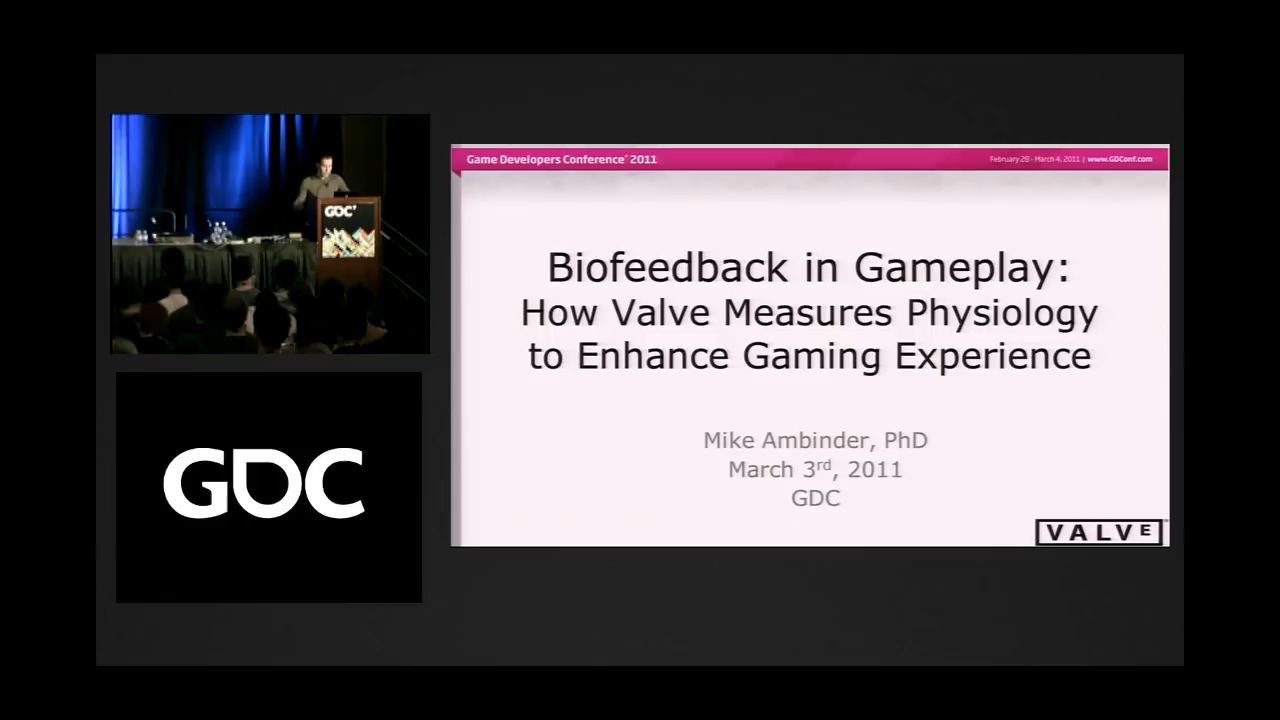 GDC
GDC
Game Developers Conference® 2011
February 28 - March 4, 2011 | www.GDConf.com
Biofeedback in Gameplay:
How Valve Measures Physiology
to Enhance Gaming Experience
Mike Ambinder, PhD
March 3rd, 2011
GDC
VALVE